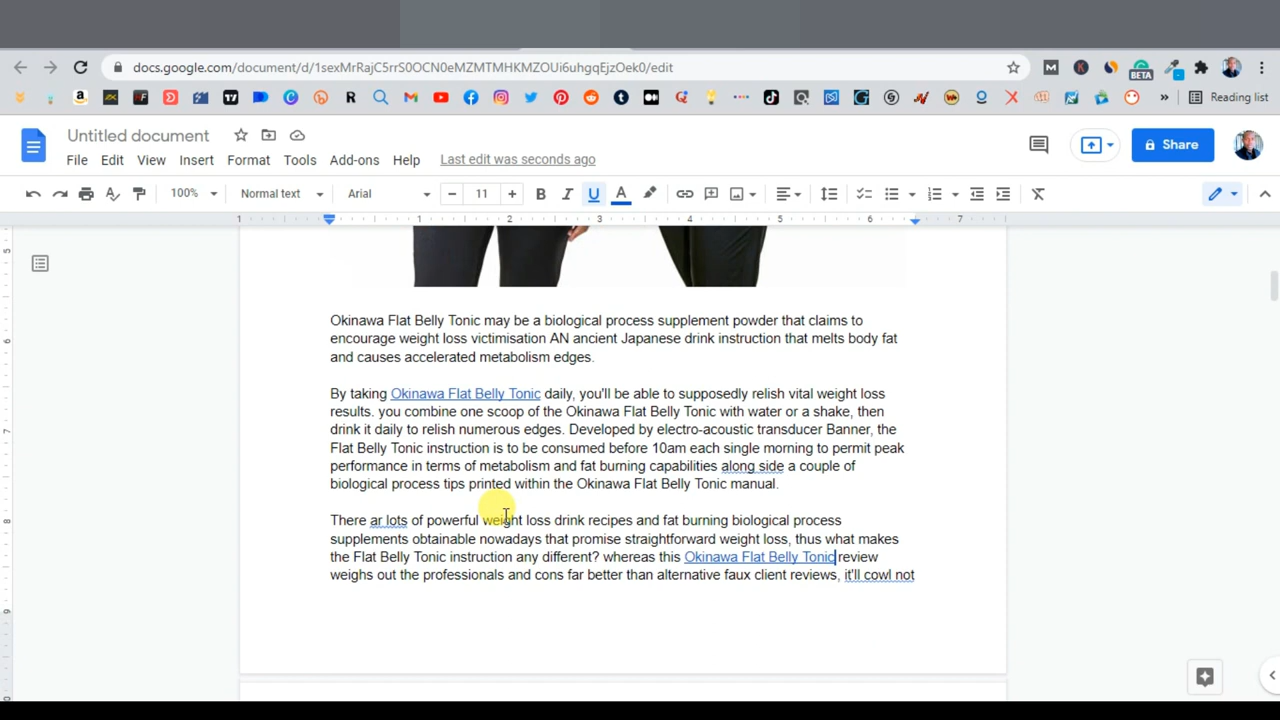 docs.google.com/document/d/1sexMrRajC5rrS0OCN0eMZMTMHKMZOUi6uhgqEjzOek0/edit
BETA
Reading list
Untitled document
File Edit View Insert Format Tools Add-ons Help Last edit was seconds ago
Share
100% Normal text Arial 11
1 1 2 3 4 5 6 7
Okinawa Flat Belly Tonic may be a biological process supplement powder that claims to
encourage weight loss victimisation AN ancient Japanese drink instruction that melts body fat
and causes accelerated metabolism edges.
By taking Okinawa Flat Belly Tonic daily, you'll be able to supposedly relish vital weight loss
results. you combine one scoop of the Okinawa Flat Belly Tonic with water or a shake, then
drink it daily to relish numerous edges. Developed by electro-acoustic transducer Banner, the
Flat Belly Tonic instruction is to be consumed before 10am each single morning to permit peak
performance in terms of metabolism and fat burning capabilities along side a couple of
biological process tips printed within the Okinawa Flat Belly Tonic manual.
There ar lots of powerful weight loss drink recipes and fat burning biological process
supplements obtainable nowadays that promise straightforward weight loss, thus what makes
the Flat Belly Tonic instruction any different? whereas this Okinawa Flat Belly Tonic review
weighs out the professionals and cons far better than alternative faux client reviews, it'll cowl not